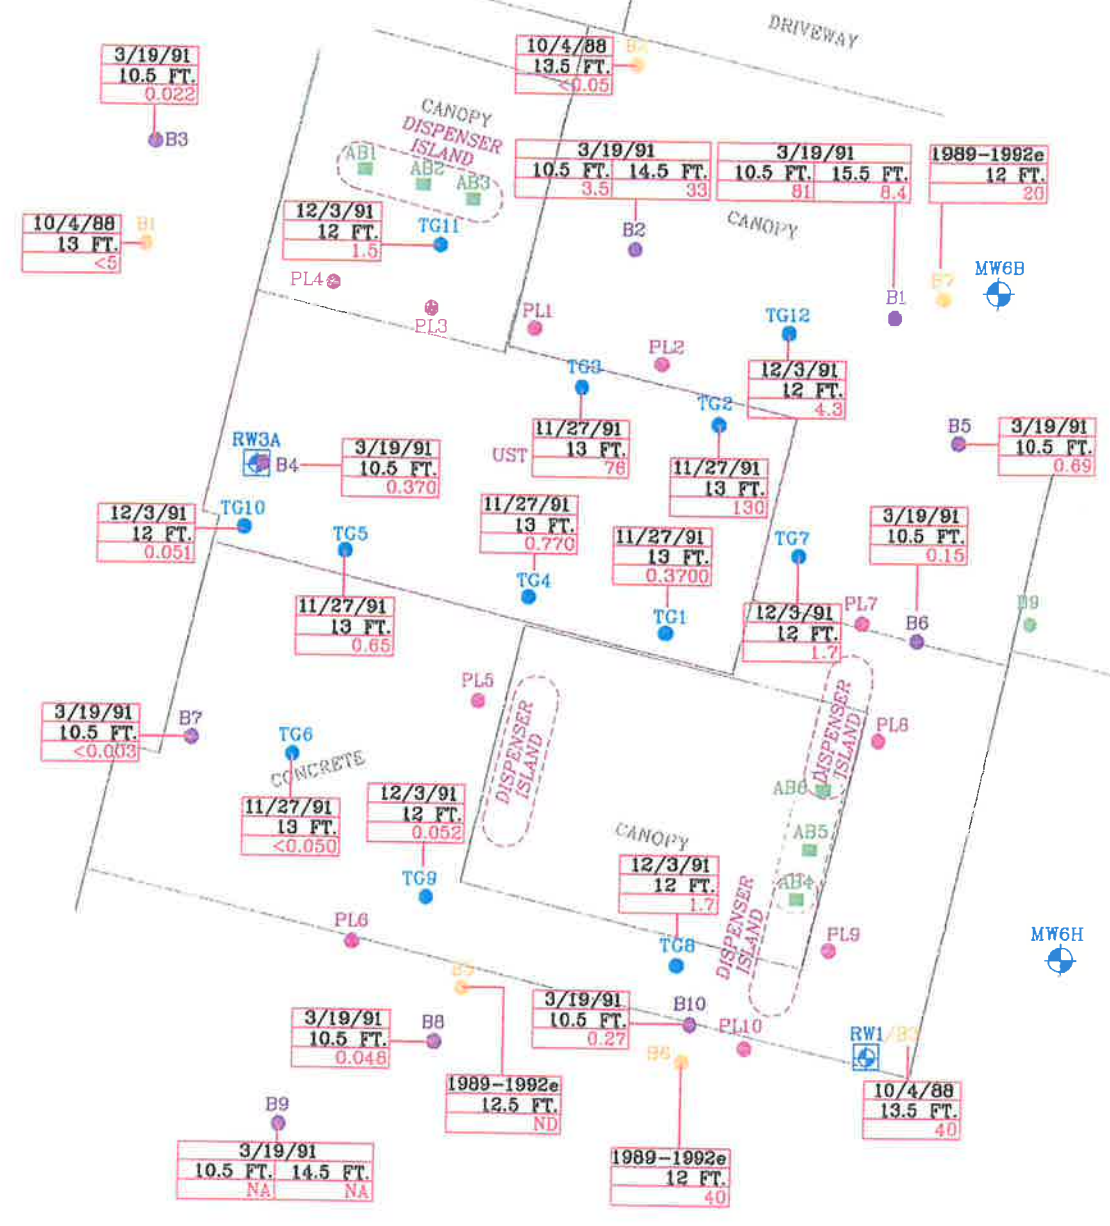 DRIVEWAY
3/19/91
10.5 FT.
0.022
B3
10/4/88
13.5 FT.
<0.05
CANOPY
DISPENSER
ISLAND
AB1
AB2
AB3
3/19/91
10.5 FT. 14.5 FT.
3.5 33
B2
3/19/91
10.5 FT. 15.5 FT.
81 8.4
B1
1989-1992e
12 FT.
20
B7
CANOPY
MW6B
10/4/88
13 FT.
<5
B1
12/3/91
12 FT.
1.5
TG11
PL4
PL3
PL1
PL2
TG12
12/3/91
12 FT.
4.3
TG3
11/27/91
13 FT.
76
UST
TG2
11/27/91
13 FT.
130
B5
3/19/91
10.5 FT.
0.69
RW3A
B4
3/19/91
10.5 FT.
0.370
12/3/91
12 FT.
0.051
TG10
TG5
11/27/91
13 FT.
0.65
11/27/91
13 FT.
0.770
TG4
11/27/91
13 FT.
0.3700
TG1
TG7
12/3/91
12 FT.
1.7
3/19/91
10.5 FT.
0.15
B6
PL7
B9
3/19/91
10.5 FT.
<0.003
B7
PL5
DISPENSER
ISLAND
DISPENSER
ISLAND
PL8
TG6
CONCRETE
11/27/91
13 FT.
<0.050
12/3/91
12 FT.
0.052
TG9
AB6
AB5
AB4
CANOPY
12/3/91
12 FT.
1.7
TG8
DISPENSER
ISLAND
PL9
MW6H
PL6
3/19/91
10.5 FT.
0.048
B8
1989-1992e
12.5 FT.
ND
3/19/91
10.5 FT.
0.27
B10
PL10
B6
1989-1992e
12 FT.
40
RW1/B3
10/4/88
13.5 FT.
40
B9
3/19/91
10.5 FT. 14.5 FT.
NA NA